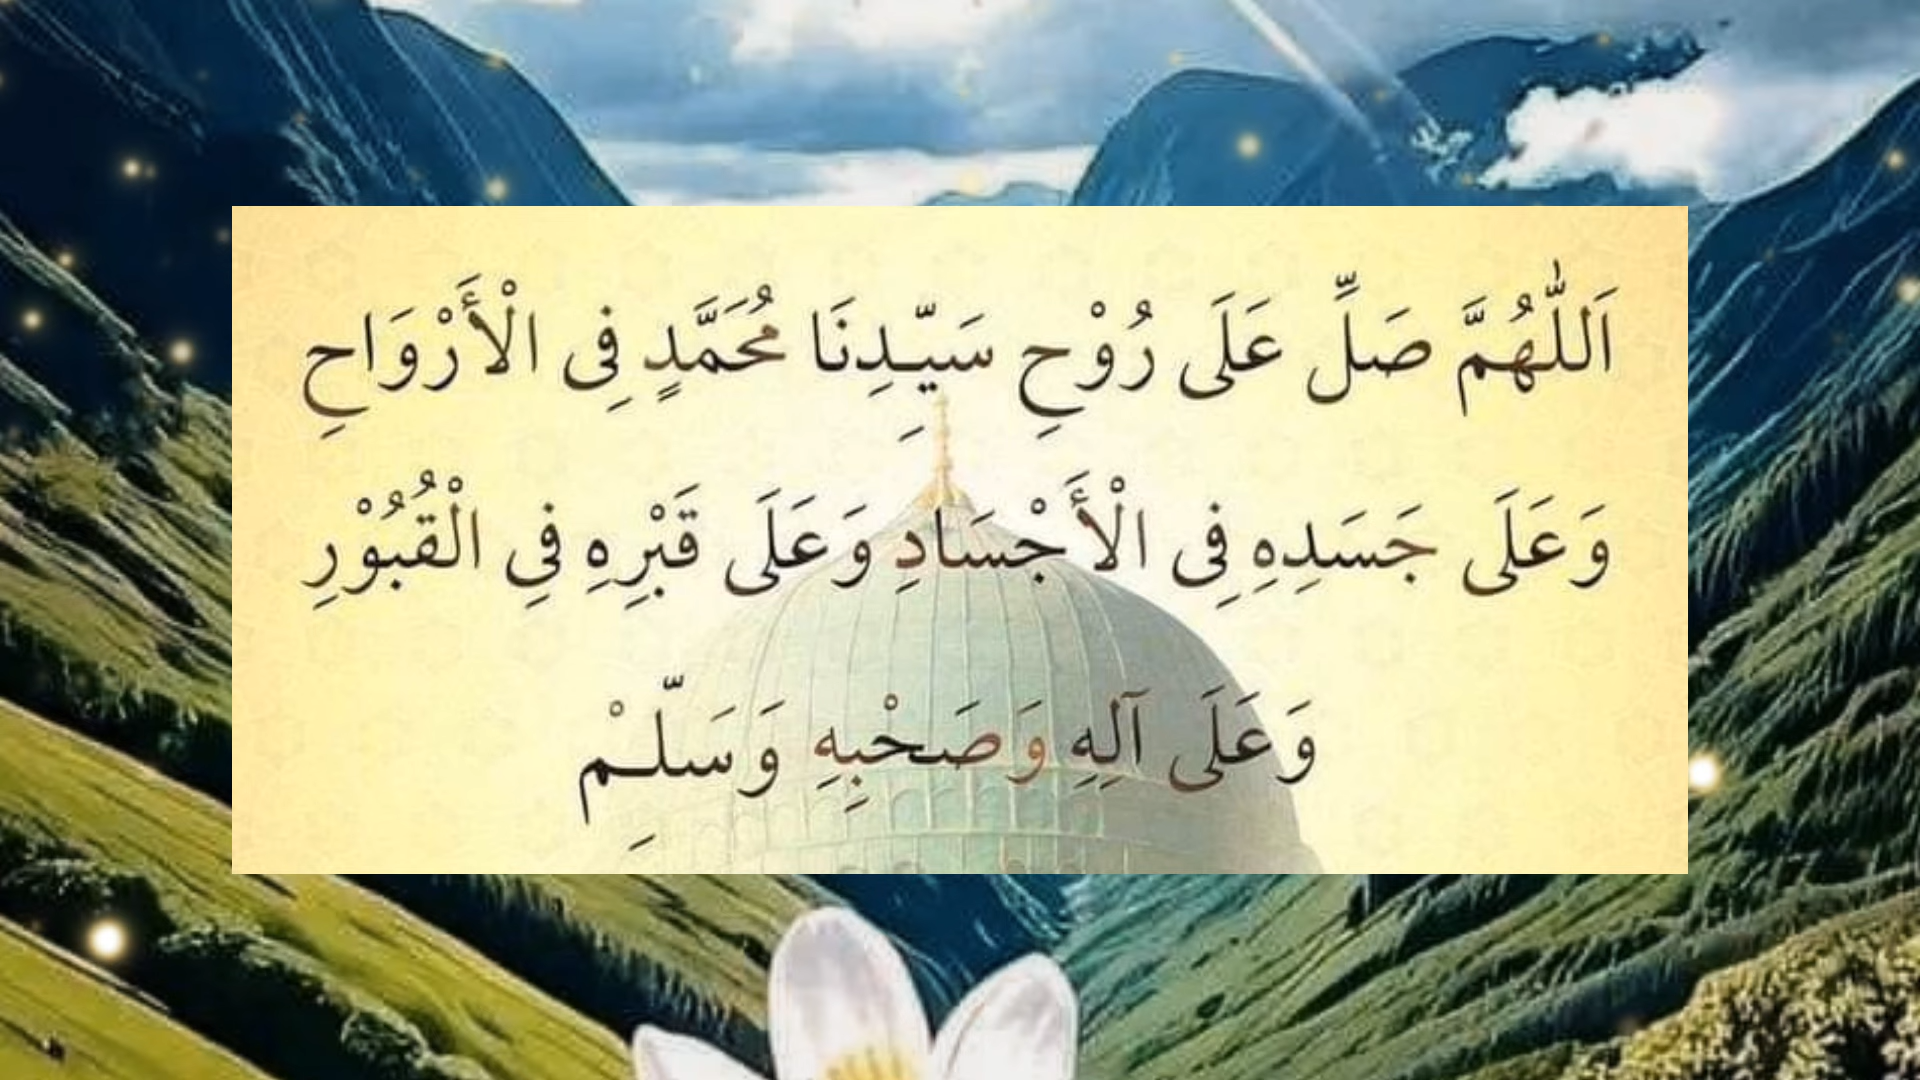 اَللّٰهُمَّ صَلِّ عَلَى رُوْحِ سَيِّدِنَا مُحَمَّدٍ فِى الْأَرْوَاحِ
وَعَلَى جَسَدِهِ فِى الْأَجْسَادِ وَعَلَى قَبْرِهِ فِي الْقُبُوْرِ
وَعَلَى آلِهِ وَصَحْبِهِ وَسَلِّمْ